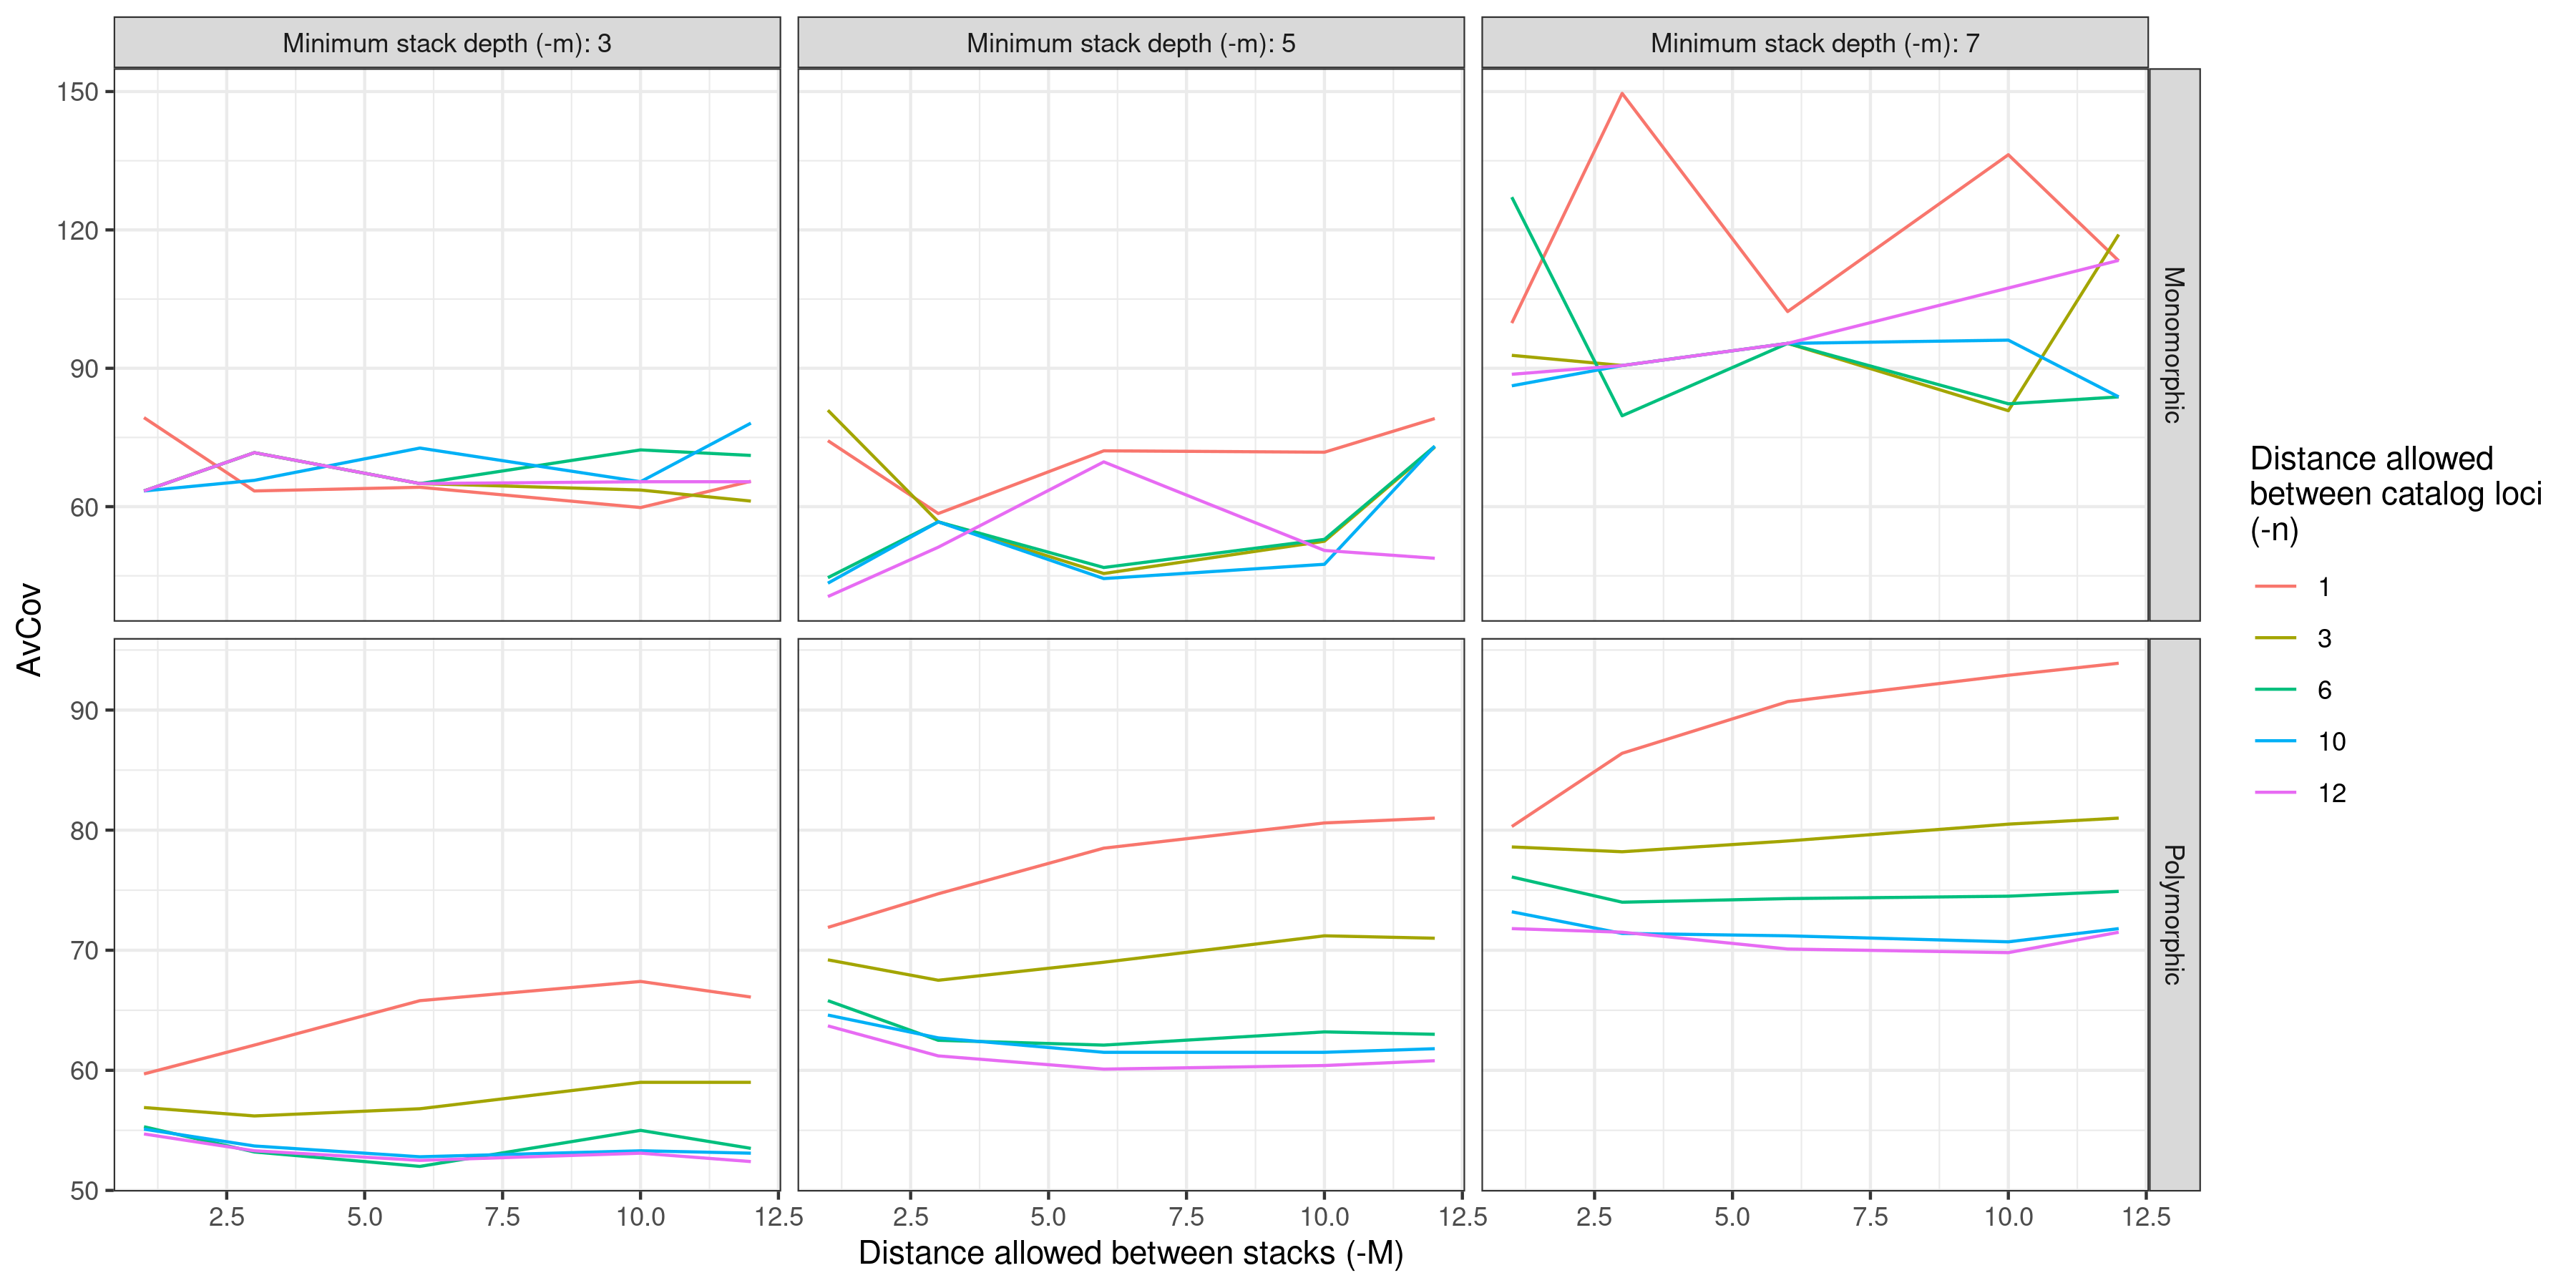 Minimum stack depth (-m): 3
Minimum stack depth (-m): 5
Minimum stack depth (-m): 7
150
120
90
60
Monomorphic
90
80
70
60
50
Polymorphic
AvCov
2.5
5.0
7.5
10.0
12.5
2.5
5.0
7.5
10.0
12.5
2.5
5.0
7.5
10.0
12.5
Distance allowed between stacks (-M)
Distance allowed
between catalog loci
(-n)
1
3
6
10
12